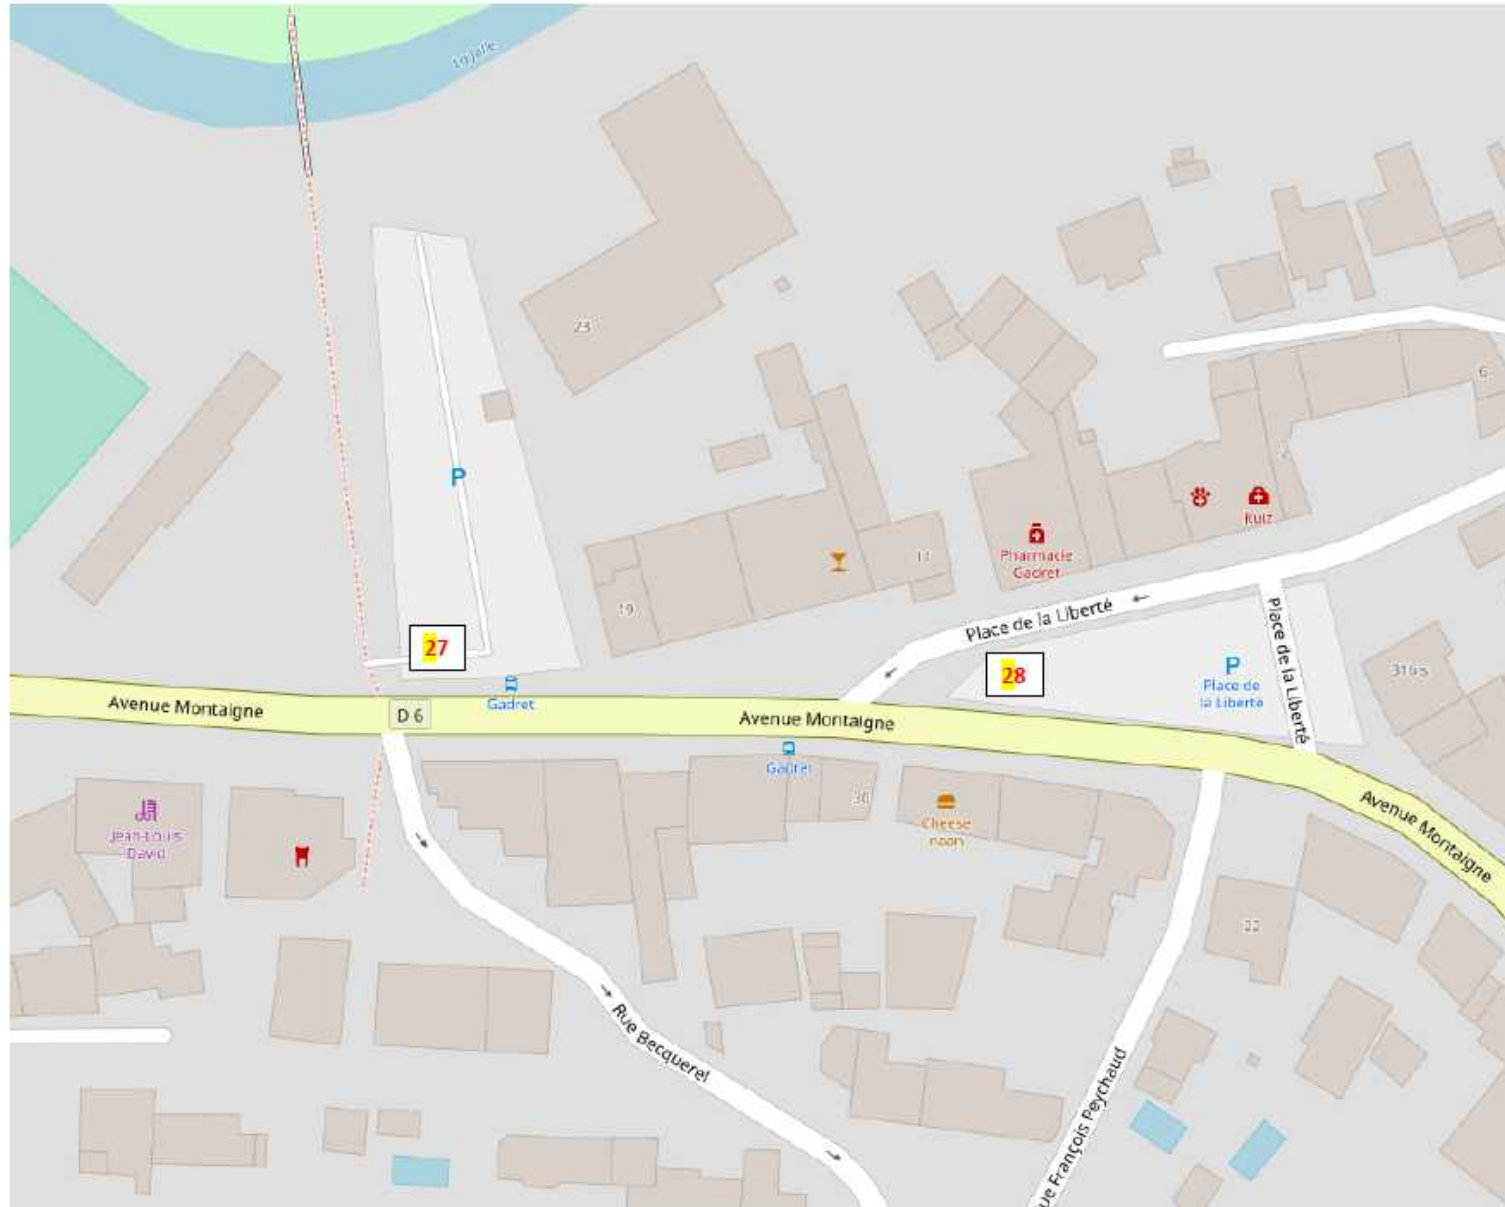 La Jalle
23
6
P
Ruiz
Pharmacie
Gadret
11
19
Place de la Liberté
Place de la Liberté
27
28
P
Place de
la Liberté
31bis
Gadret
Avenue Montaigne
D 6
Avenue Montaigne
Gadret
Avenue Montaigne
Jean-Louis
David
30
Cheese
naan
22
Rue Becquerel
ue François Peychaud